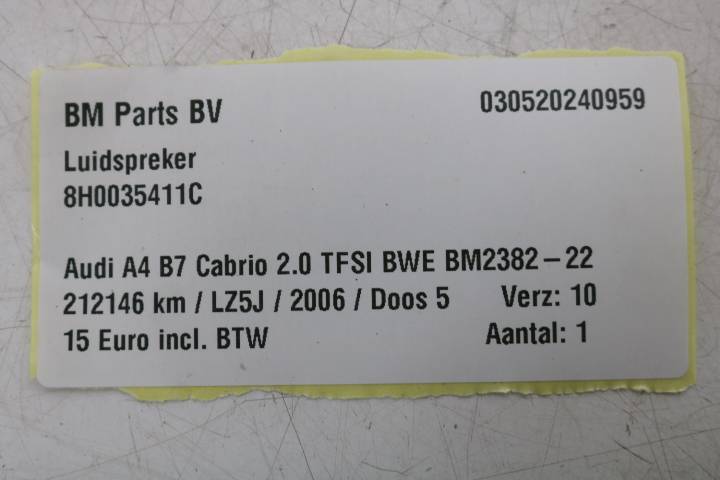 BM Parts BV 030520240959
Luidspreker
8H0035411C
Audi A4 B7 Cabrio 2.0 TFSI BWE BM2382-22
212146 km / LZ5J / 2006 / Doos 5 Verz: 10
15 Euro incl. BTW Aantal: 1